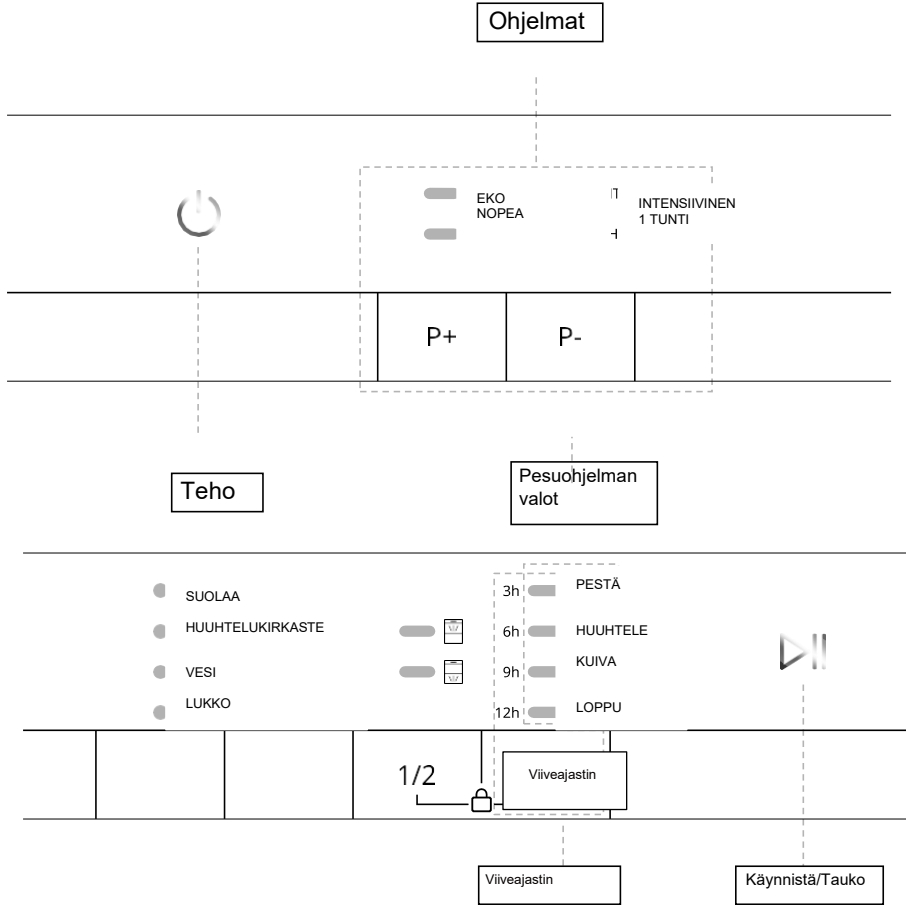 Ohjelmat
EKO
NOPEA
INTENSIIVINEN
1 TUNTI
P+
P-
Teho
Pesuohjelman
valot
SUOLAA
HUUHTELUKIRKASTE
VESI
LUKKO
3h
PESTÄ
6h
HUUHTELE
9h
KUIVA
12h
LOPPU
1/2
Viiveajastin
Viiveajastin
Käynnistä/Tauko